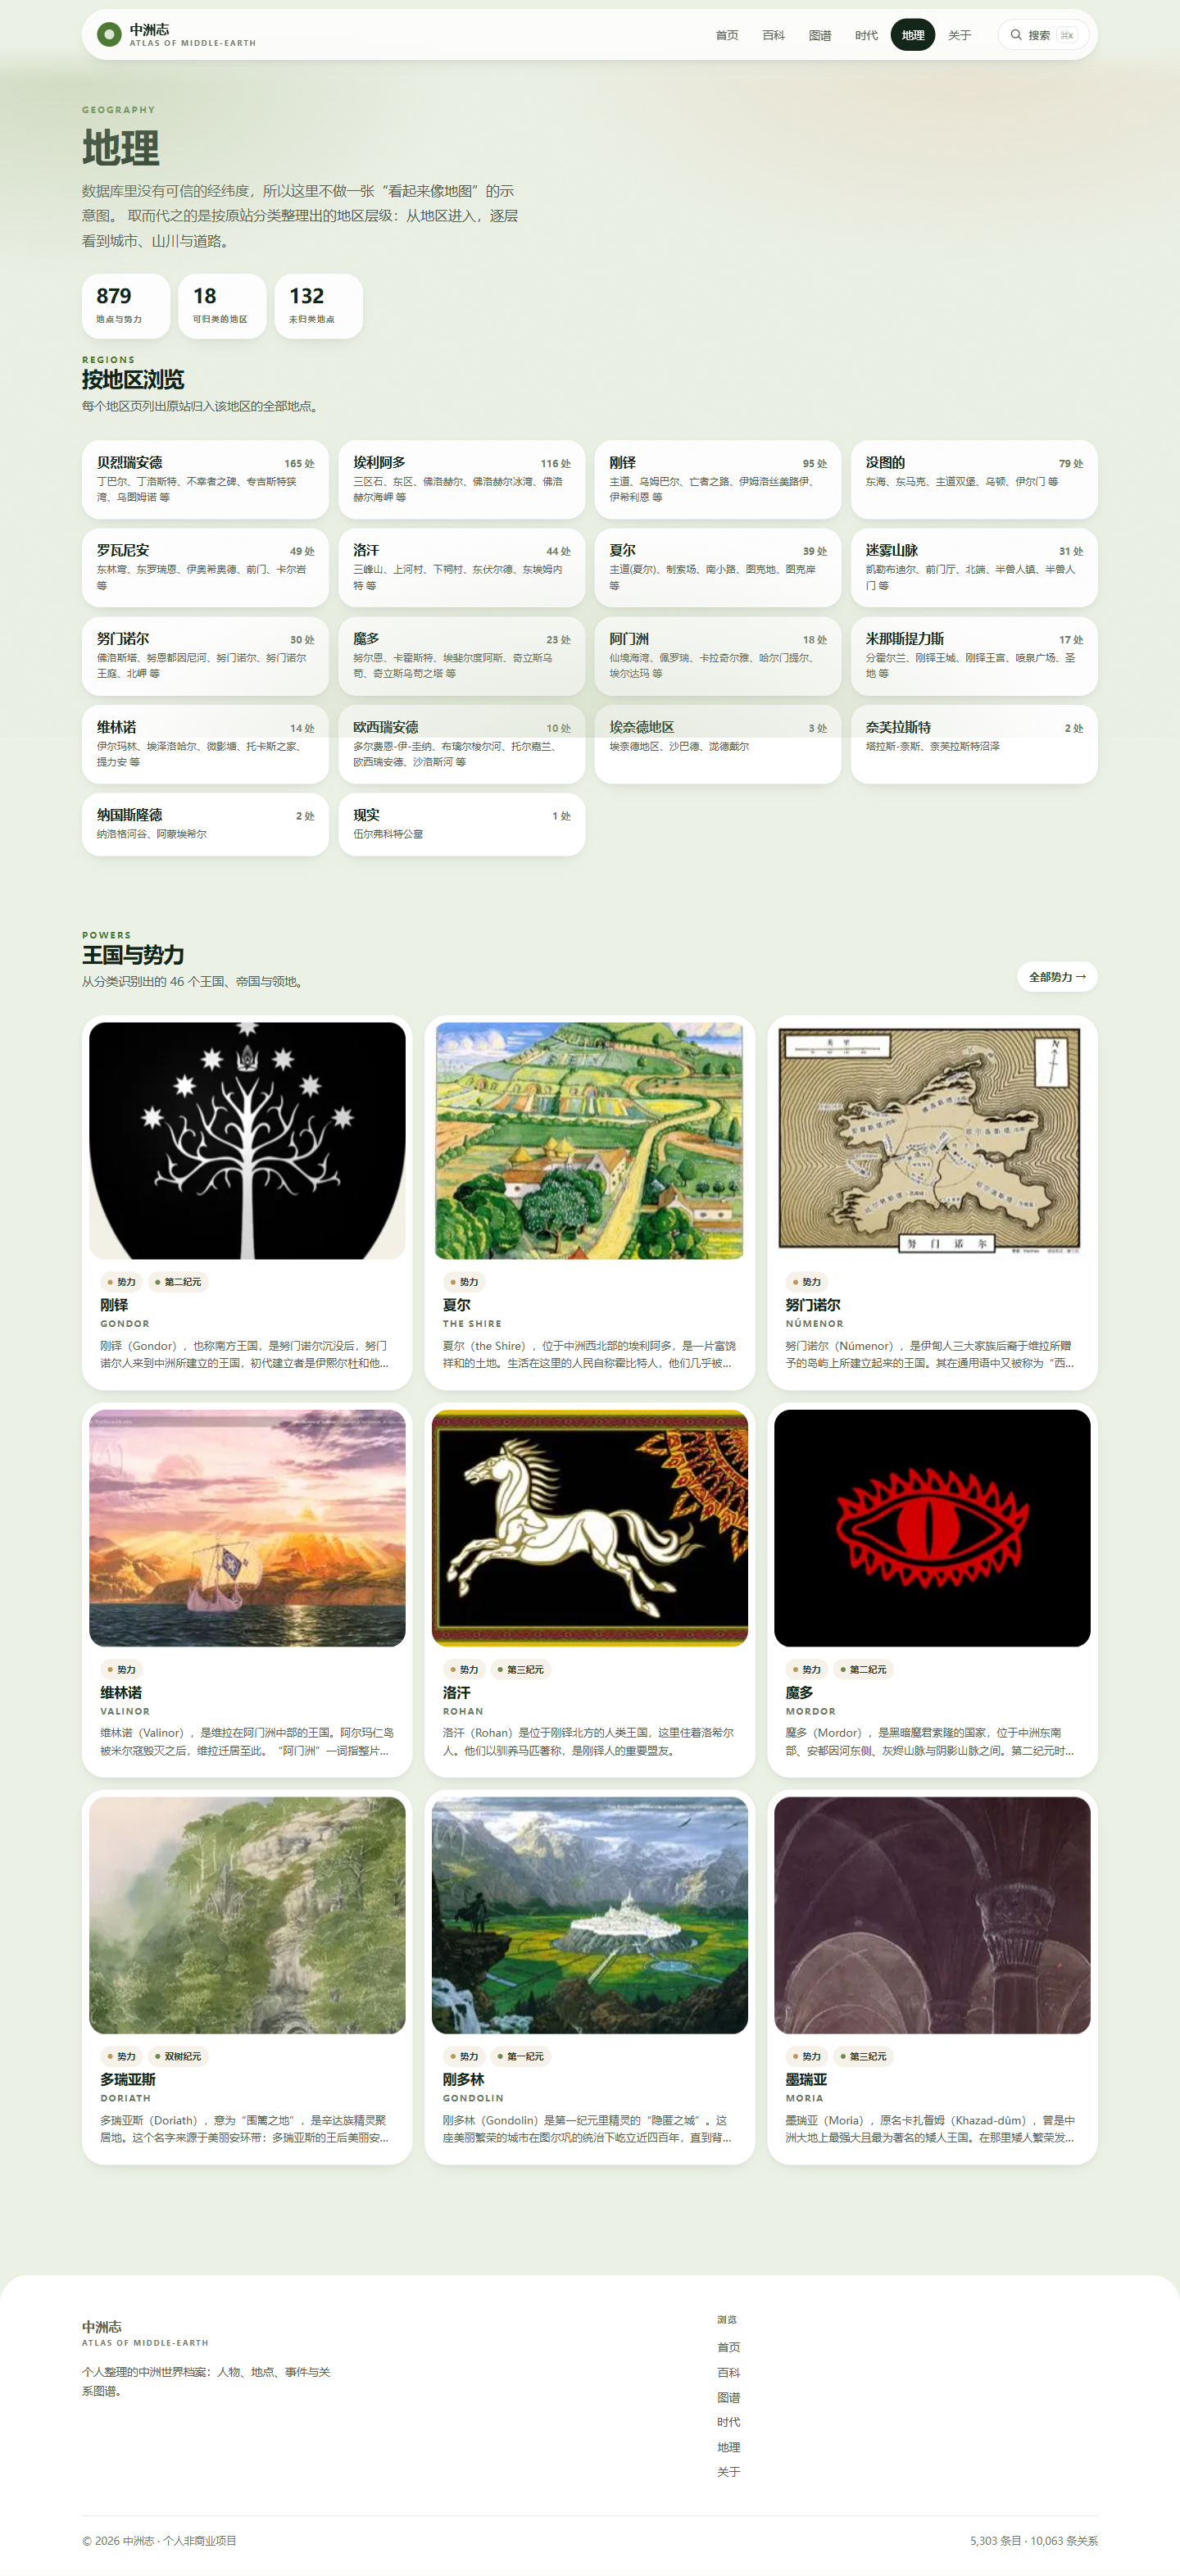 中洲志
ATLAS OF MIDDLE-EARTH
首页
百科
图谱
时代
地理
关于
搜索
⌘K
GEOGRAPHY
地理
数据库里没有可信的经纬度，所以这里不做一张“看起来像地图”的示
意图。 取而代之的是按原站分类整理出的地区层级：从地区进入，逐层
看到城市、山川与道路。
879
地点与势力
18
可归类的地区
132
未归类地点
REGIONS
按地区浏览
每个地区页列出原站归入该地区的全部地点。
贝烈瑞安德
165 处
丁巴尔、丁洛斯特、不幸者之碑、专吉斯特狭
湾、乌图姆诺 等
埃利阿多
116 处
三区石、东区、佛洛赫尔、佛洛赫尔冰湾、佛洛
赫尔海岬 等
刚铎
95 处
主道、乌姆巴尔、亡者之路、伊姆洛丝美路伊、
伊希利恩 等
没图的
79 处
东海、东马克、主道双堡、乌顿、伊尔门 等
罗瓦尼安
49 处
东林弯、东罗瑞恩、伊奥希奥德、前门、卡尔岩
等
洛汗
44 处
三峰山、上河村、下祠村、东伏尔德、东埃姆内
特 等
夏尔
39 处
主道(夏尔)、制索场、南小路、图克地、图克岸
等
迷雾山脉
31 处
凯勒布迪尔、前门厅、北端、半兽人镇、半兽人
门 等
努门诺尔
30 处
佛洛斯塔、努恩都因尼河、努门诺尔、努门诺尔
王庭、北岬 等
魔多
23 处
努尔恩、卡霍斯特、埃斐尔度阿斯、奇立斯乌
苟、奇立斯乌苟之塔 等
阿门洲
18 处
仙境海湾、佩罗瑞、卡拉奇尔雅、哈尔门提尔、
埃尔达玛 等
米那斯提力斯
17 处
分霍尔兰、刚铎王城、刚铎王宫、喷泉广场、圣
地 等
维林诺
14 处
伊尔玛林、埃泽洛哈尔、微影塘、托卡斯之家、
提力安 等
欧西瑞安德
10 处
多尔费恩-伊-圭纳、布瑞尔梭尔河、托尔嘉兰、
欧西瑞安德、沙洛斯河 等
埃奈德地区
3 处
埃奈德地区、沙巴德、泷德戴尔
奈芙拉斯特
2 处
塔拉斯-奈斯、奈芙拉斯特沼泽
纳国斯隆德
2 处
纳洛格河谷、阿蒙埃希尔
现实
1 处
伍尔弗科特公墓
POWERS
王国与势力
从分类识别出的 46 个王国、帝国与领地。
全部势力 →
英 里
N
努 门 诺 尔
势力
第二纪元
刚铎
GONDOR
刚铎（Gondor），也称南方王国，是努门诺尔沉没后，努门
诺尔人来到中洲所建立的王国，初代建立者是伊熙尔杜和他...
势力
夏尔
THE SHIRE
夏尔（the Shire），位于中洲西北部的埃利阿多，是一片富饶
祥和的土地。生活在这里的人民自称霍比特人，他们几乎被...
势力
努门诺尔
NÚMENOR
努门诺尔（Númenor），是伊甸人三大家族后裔于维拉所赠
予的岛屿上所建立起来的王国。其在通用语中又被称为“西...
势力
维林诺
VALINOR
维林诺（Valinor），是维拉在阿门洲中部的王国。阿尔玛仁岛
被米尔寇毁灭之后，维拉迁居至此。“阿门洲”一词指整片...
势力
第三纪元
洛汗
ROHAN
洛汗（Rohan）是位于刚铎北方的人类王国，这里住着洛希尔
人。他们以驯养马匹著称，是刚铎人的重要盟友。
势力
第二纪元
魔多
MORDOR
魔多（Mordor），是黑暗魔君索隆的国家，位于中洲东南
部、安都因河东侧、灰烬山脉与阴影山脉之间。第二纪元时...
势力
双树纪元
多瑞亚斯
DORIATH
多瑞亚斯（Doriath），意为“围篱之地”，是辛达族精灵聚
居地。这个名字来源于美丽安环带：多瑞亚斯的王后美丽安...
势力
第一纪元
刚多林
GONDOLIN
刚多林（Gondolin）是第一纪元里精灵的“隐匿之城”。这
座美丽繁荣的城市在图尔巩的统治下屹立近四百年，直到背...
势力
第三纪元
墨瑞亚
MORIA
墨瑞亚（Moria），原名卡扎督姆（Khazad-dûm），曾是中
洲大地上最强大且最为著名的矮人王国。在那里矮人繁荣发...
中洲志
ATLAS OF MIDDLE-EARTH
个人整理的中洲世界档案：人物、地点、事件与关
系图谱。
浏览
首页
百科
图谱
时代
地理
关于
© 2026 中洲志 · 个人非商业项目
5,303 条目 · 10,063 条关系